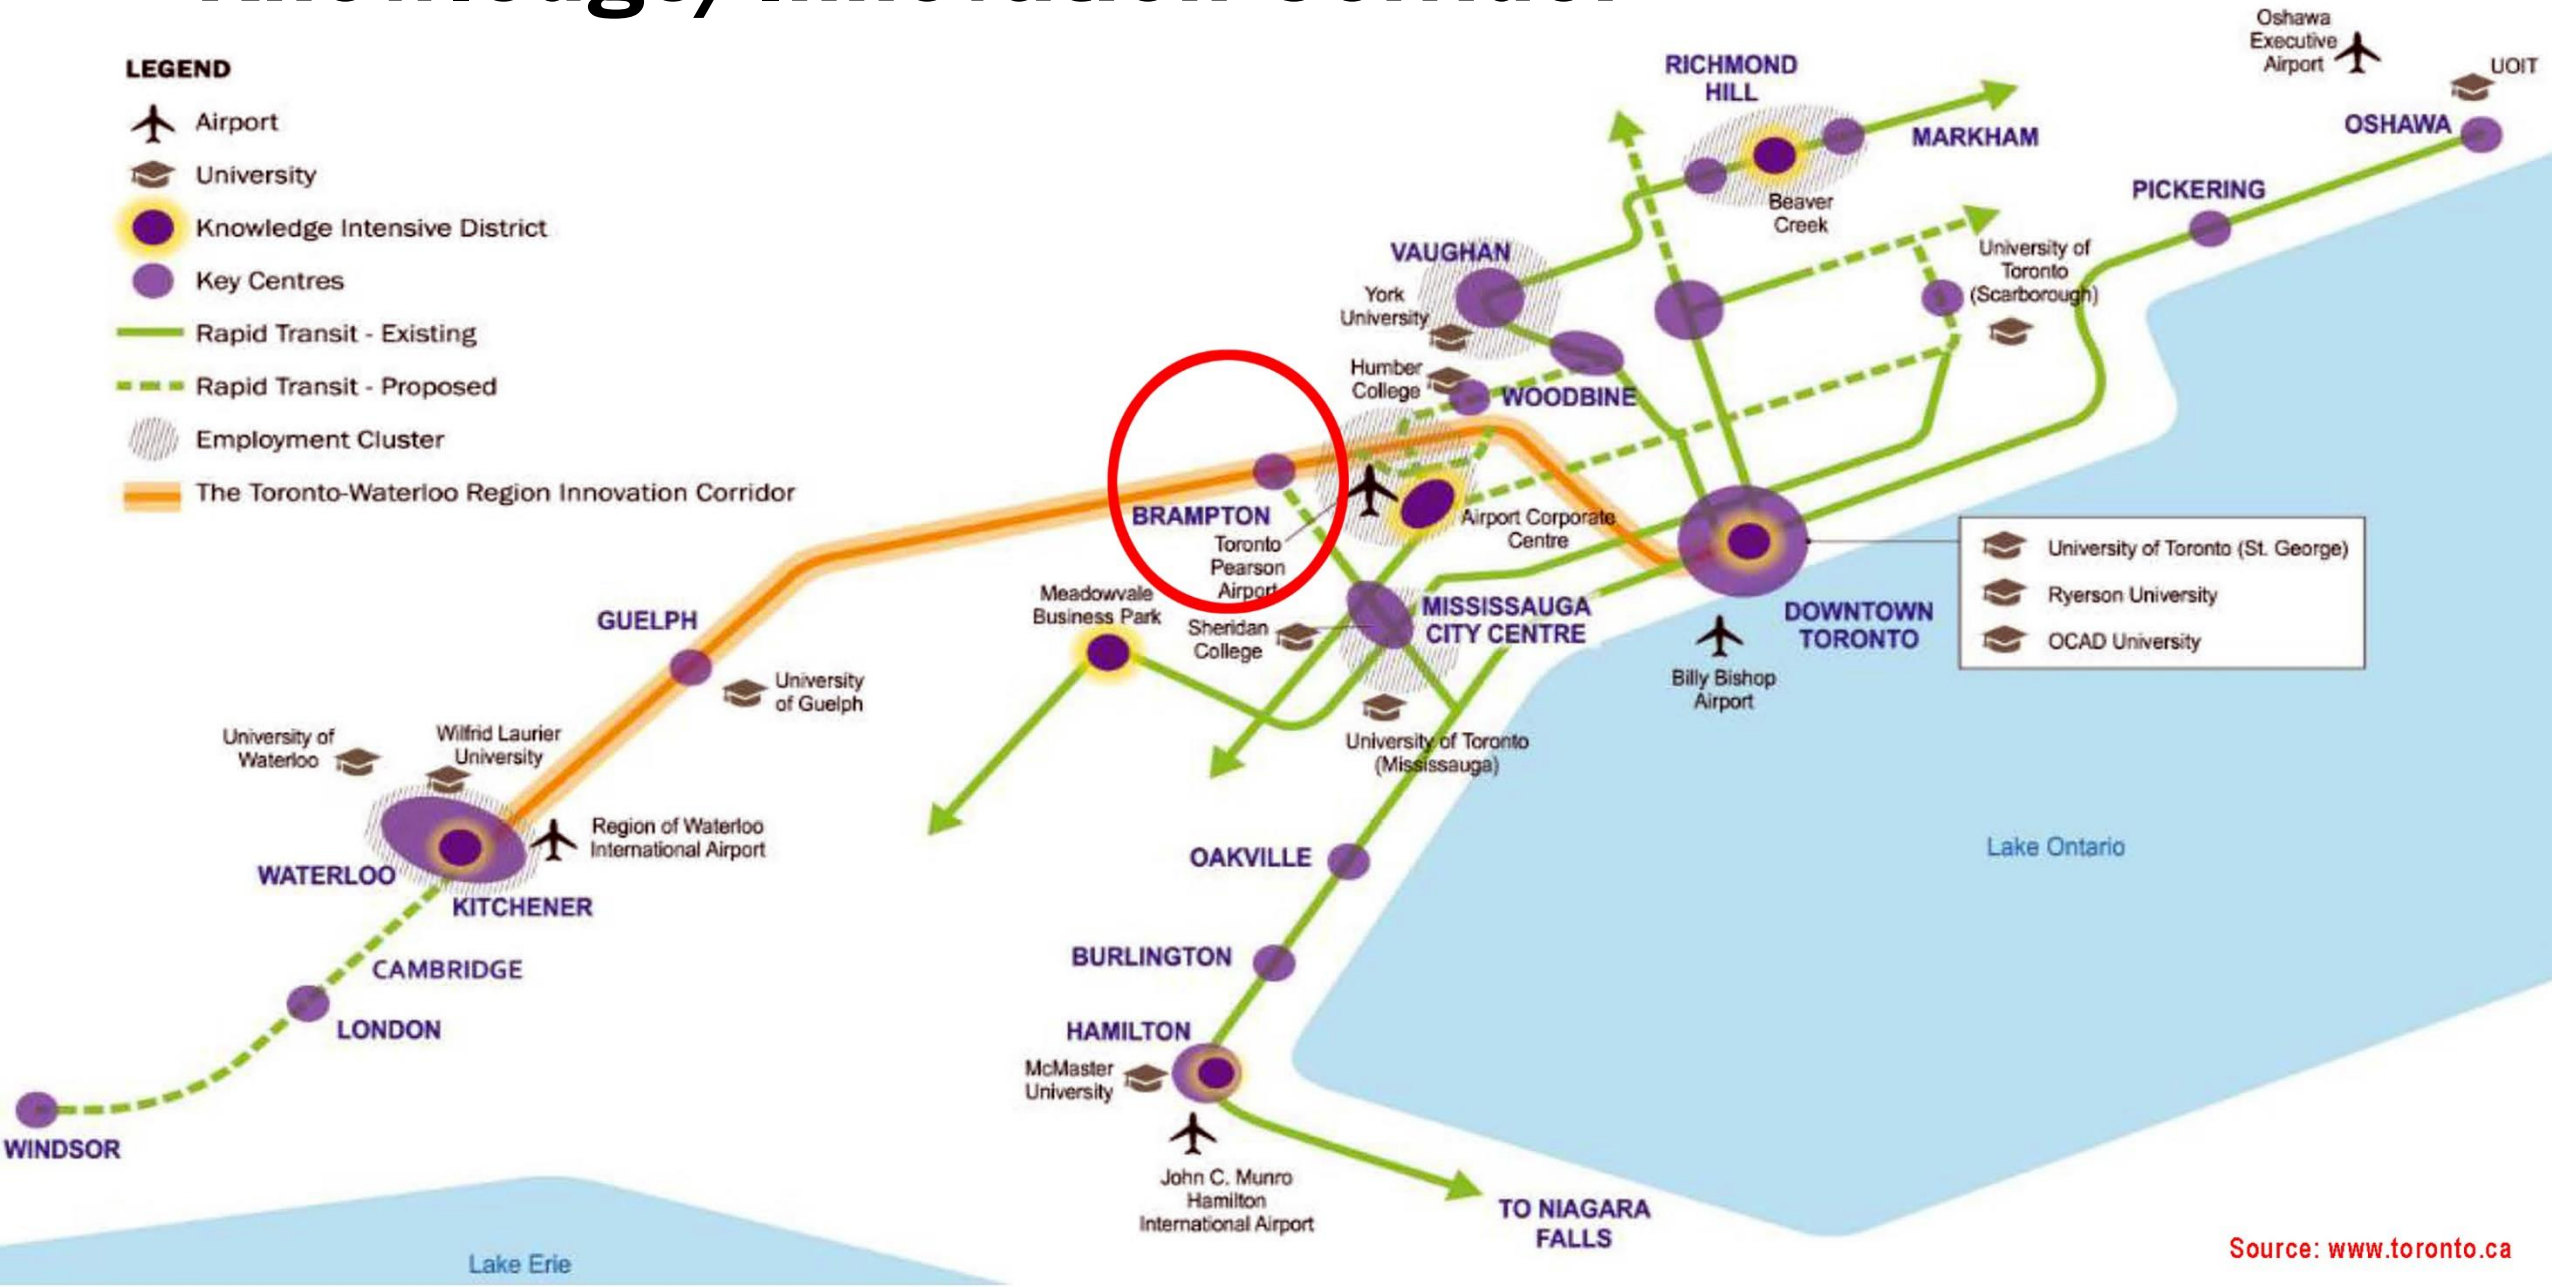 Knowledge/Innovation Corridor
LEGEND
Airport
University
Knowledge Intensive District
Key Centres
Rapid Transit - Existing
Rapid Transit - Proposed
Employment Cluster
The Toronto-Waterloo Region Innovation Corridor
Oshawa
Executive
Airport
UOIT
OSHAWA
PICKERING
RICHMOND
HILL
MARKHAM
Beaver
Creek
VAUGHAN
York
University
University of
Toronto
(Scarborough)
Humber
College
WOODBINE
BRAMPTON
Toronto
Pearson
Airport
Airport Corporate
Centre
University of Toronto (St. George)
Ryerson University
OCAD University
Meadowvale
Business Park
Sheridan
College
MISSISSAUGA
CITY CENTRE
DOWNTOWN
TORONTO
Billy Bishop
Airport
GUELPH
University
of Guelph
University of
Waterloo
Wilfrid Laurier
University
University of Toronto
(Mississauga)
Region of Waterloo
International Airport
WATERLOO
KITCHENER
OAKVILLE
Lake Ontario
CAMBRIDGE
BURLINGTON
LONDON
HAMILTON
McMaster
University
WINDSOR
John C. Munro
Hamilton
International Airport
TO NIAGARA
FALLS
Lake Erie
Source: www.toronto.ca